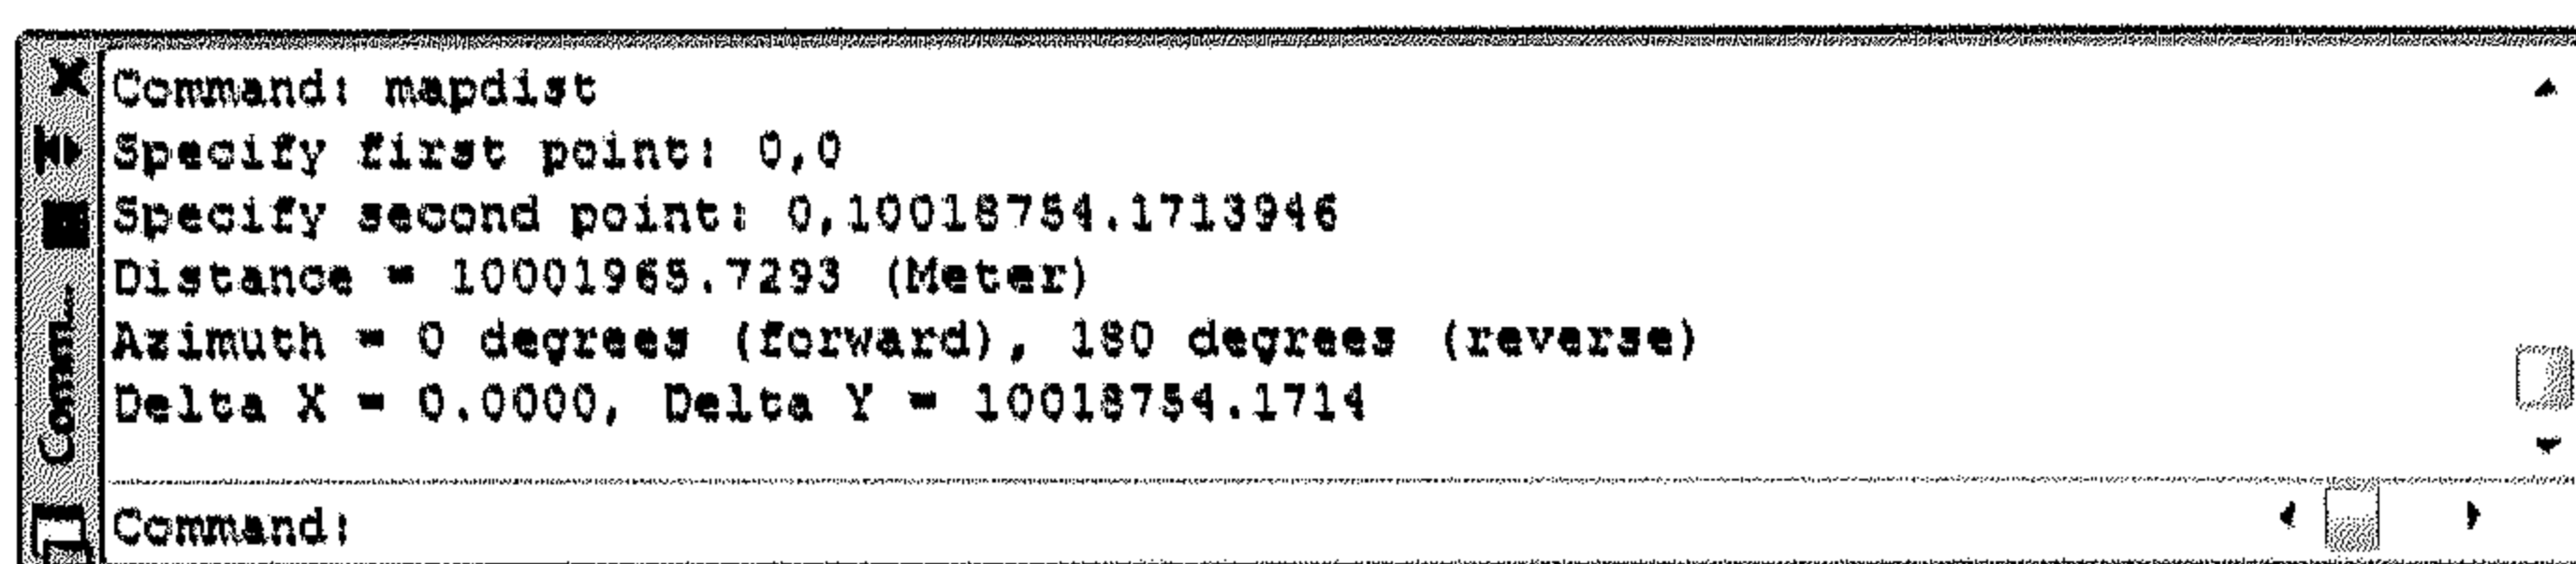 Command: mapdist
Specify first point: 0,0
Specify second point: 0,10018754.1713946
Distance = 10001965.7293 (Meter)
Azimuth = 0 degrees (forward), 180 degrees (reverse)
Delta X = 0.0000, Delta Y = 10018754.1714
Command:
Comm...